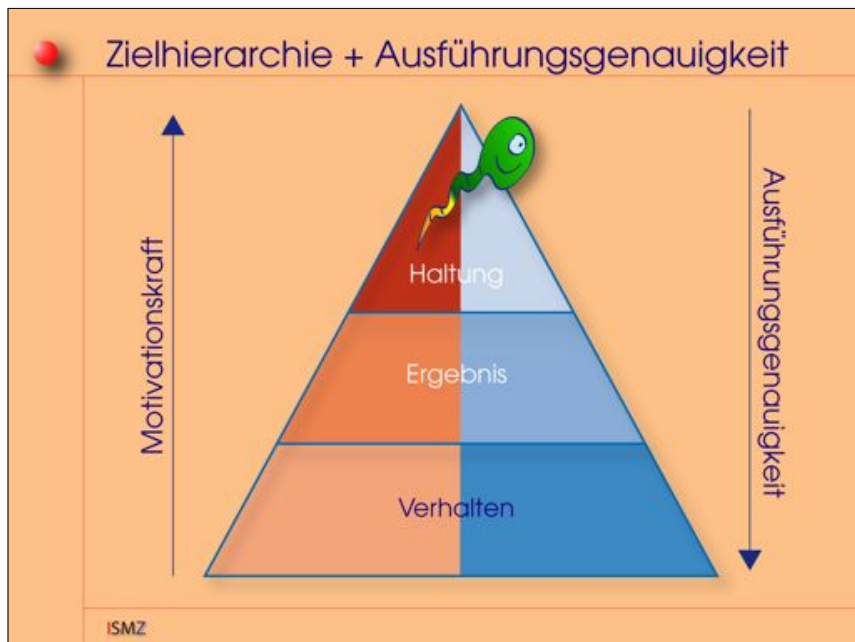 Zielhierarchie + Ausführungsgenauigkeit
Motivationskraft
Haltung
Ergebnis
Verhalten
Ausführungsgenauigkeit
ISMZ